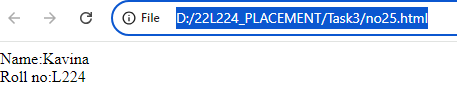 File D:/22L224_PLACEMENT/Task3/no25.html
Name:Kavina
Roll no:L224